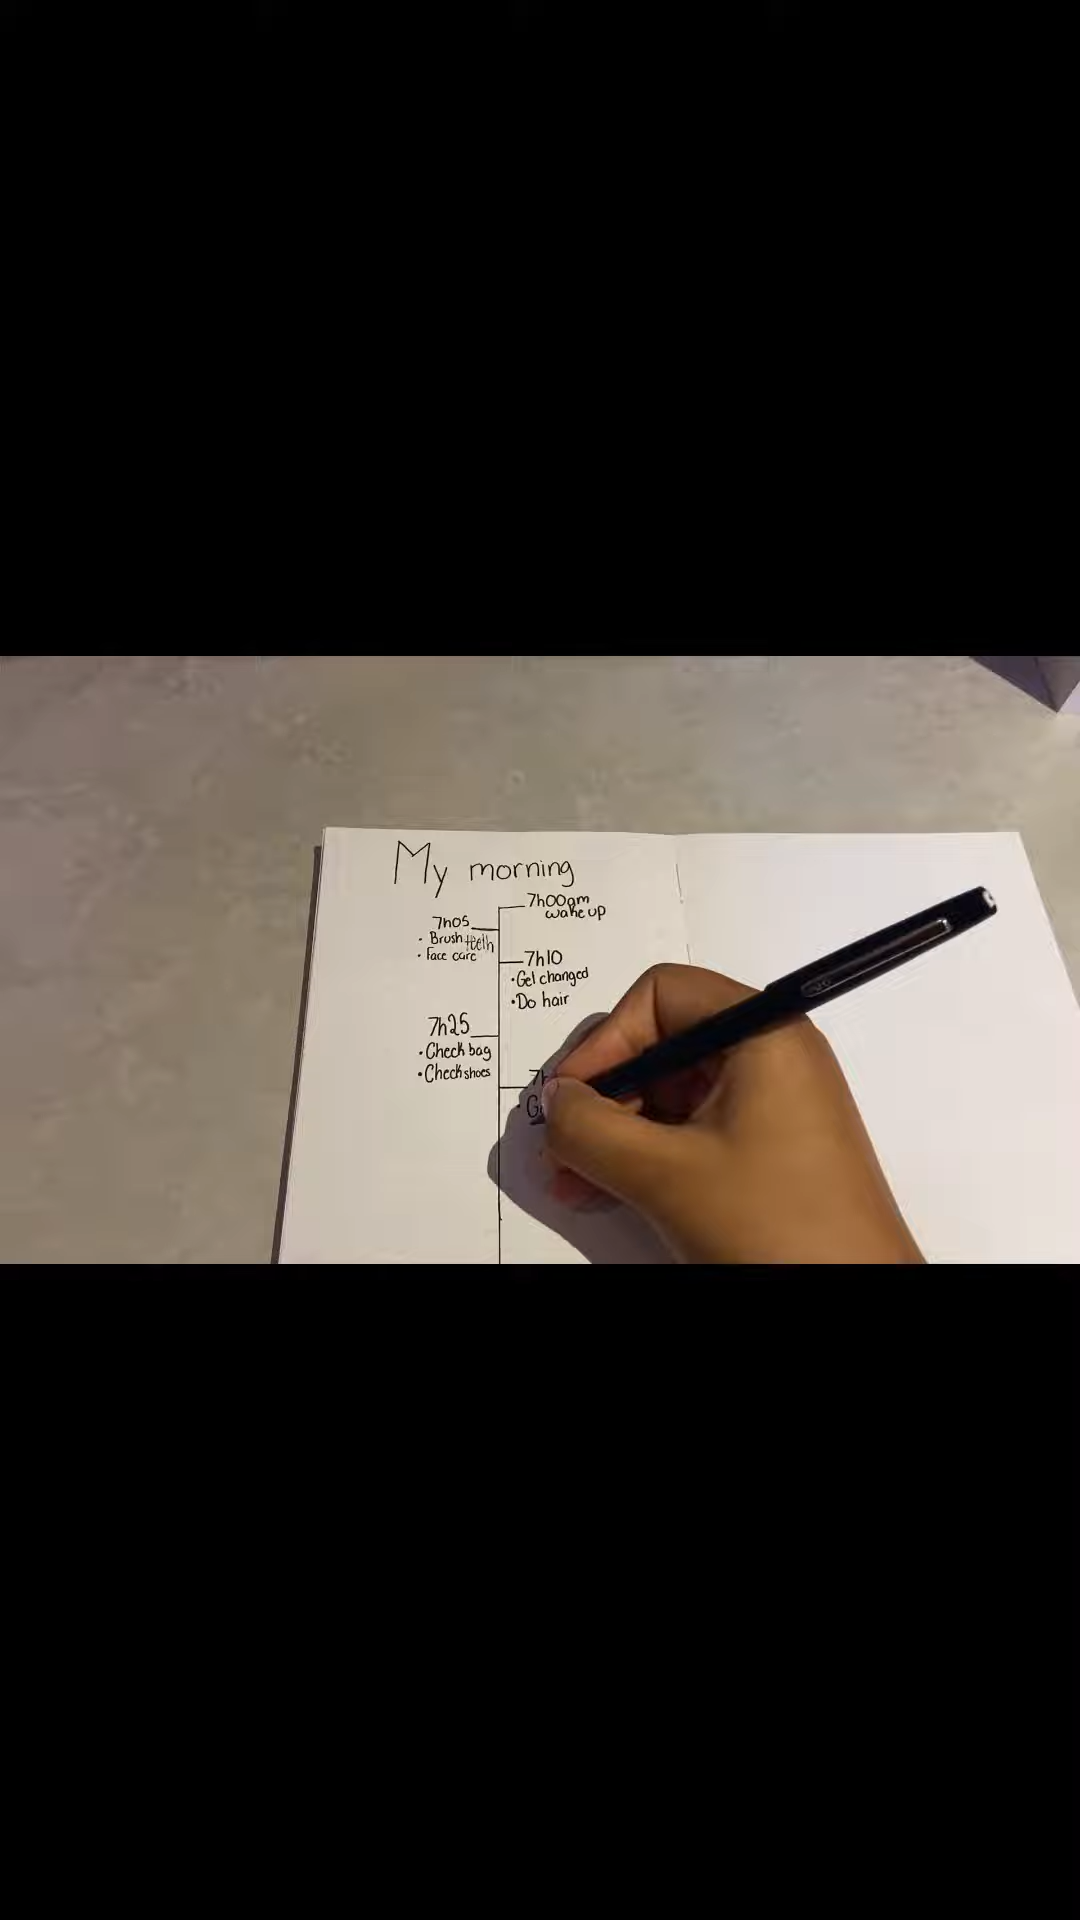 My morning
7h00am
wake up
7h05
• Brush teeth
• Face care
7h10
• Get changed
• Do hair
7h25
• Check bag
• Check shoes